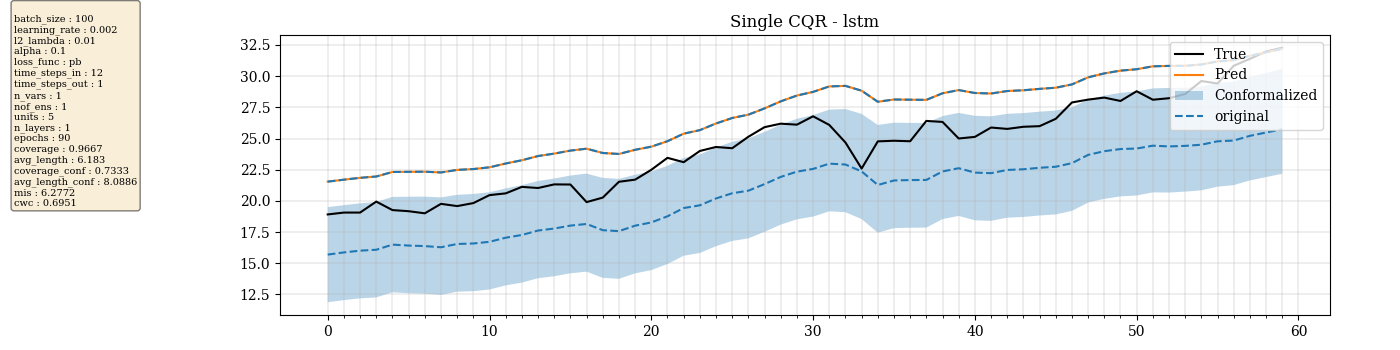 batch_size : 100
learning_rate : 0.002
l2_lambda : 0.01
alpha : 0.1
loss_func : pb
time_steps_in : 12
time_steps_out : 1
n_vars : 1
nof_ens : 1
units : 5
n_layers : 1
epochs : 90
coverage : 0.9667
avg_length : 6.183
coverage_conf : 0.7333
avg_length_conf : 8.0886
mis : 6.2772
cwc : 0.6951
Single CQR - lstm
32.5
30.0
27.5
25.0
22.5
20.0
17.5
15.0
12.5
True
Pred
Conformalized
original
0 10 20 30 40 50 60